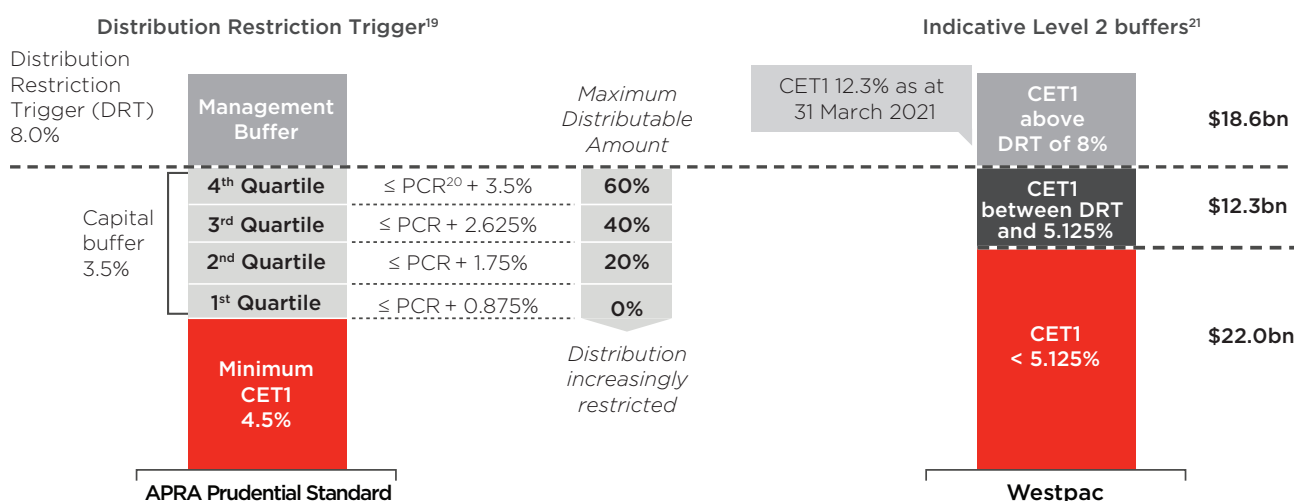 Distribution Restriction Trigger¹⁹
Distribution
Restriction
Trigger (DRT)
8.0%
Management
Buffer
Maximum
Distributable
Amount
4th Quartile
≤ PCR²⁰ + 3.5%
60%
Capital
buffer
3.5%
3rd Quartile
≤ PCR + 2.625%
40%
2nd Quartile
≤ PCR + 1.75%
20%
1st Quartile
≤ PCR + 0.875%
0%
Minimum
CET1
4.5%
Distribution
increasingly
restricted
APRA Prudential Standard
Indicative Level 2 buffers²¹
CET1 12.3% as at
31 March 2021
CET1
above
DRT of 8%
$18.6bn
CET1
between DRT
and 5.125%
$12.3bn
CET1
< 5.125%
$22.0bn
Westpac